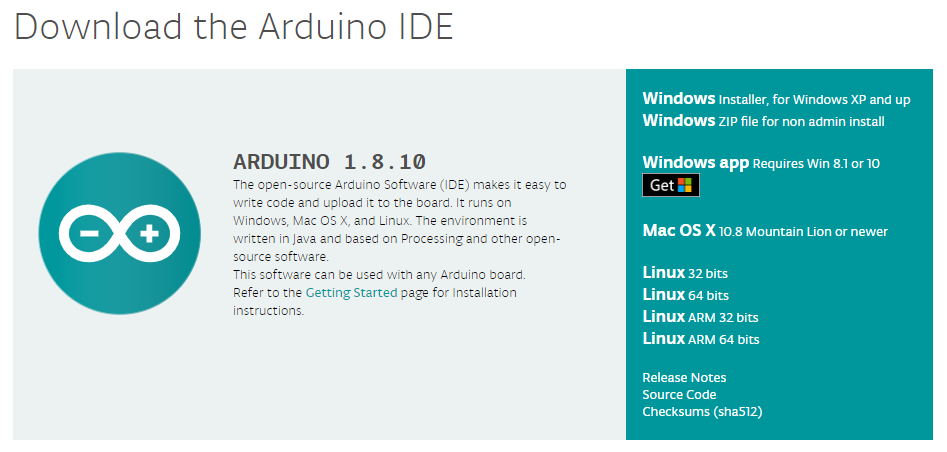 Download the Arduino IDE
ARDUINO 1.8.10
The open-source Arduino Software (IDE) makes it easy to
write code and upload it to the board. It runs on
Windows, Mac OS X, and Linux. The environment is
written in Java and based on Processing and other open-
source software.
This software can be used with any Arduino board.
Refer to the Getting Started page for Installation
instructions.
Windows Installer, for Windows XP and up
Windows ZIP file for non admin install
Windows app Requires Win 8.1 or 10
Get
Mac OS X 10.8 Mountain Lion or newer
Linux 32 bits
Linux 64 bits
Linux ARM 32 bits
Linux ARM 64 bits
Release Notes
Source Code
Checksums (sha512)